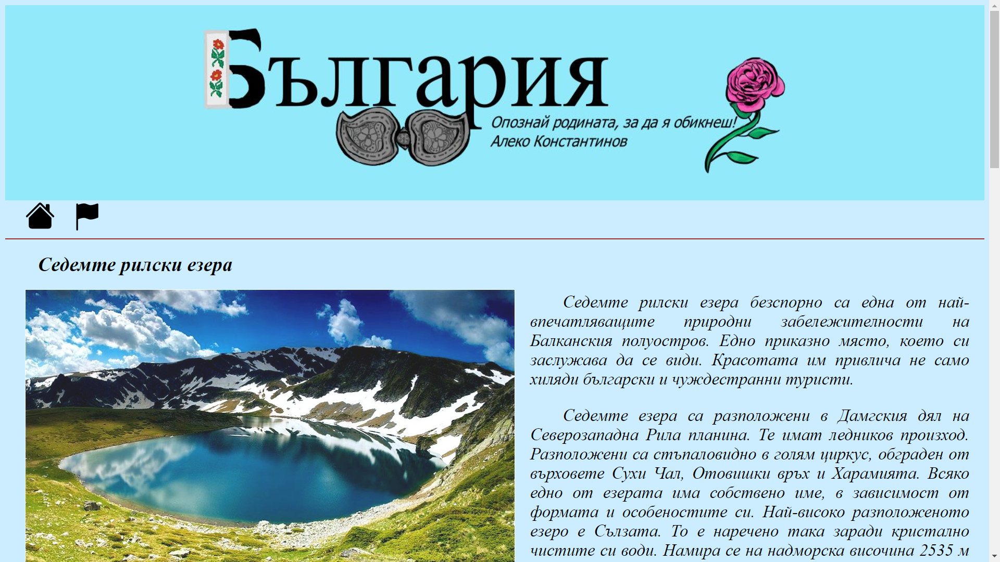 България
Опознай родината, за да я обикнеш!
Алеко Константинов
Седемте рилски езера
Седемте рилски езера безспорно са една от най-
впечатляващите природни забележителности на
Балканския полуостров. Едно приказно място, което си
заслужава да се види. Красотата им привлича не само
хиляди български и чуждестранни туристи.
Седемте езера са разположени в Дамгския дял на
Северозападна Рила планина. Те имат ледников произход.
Разположени са стъпаловидно в голям циркус, обграден от
върховете Сухи Чал, Отовишки връх и Харамията. Всяко
едно от езерата има собствено име, в зависимост от
формата и особеностите си. Най-високо разположеното
езеро е Сълзата. То е наречено така заради кристално
чистите си води. Намира се на надморска височина 2535 м